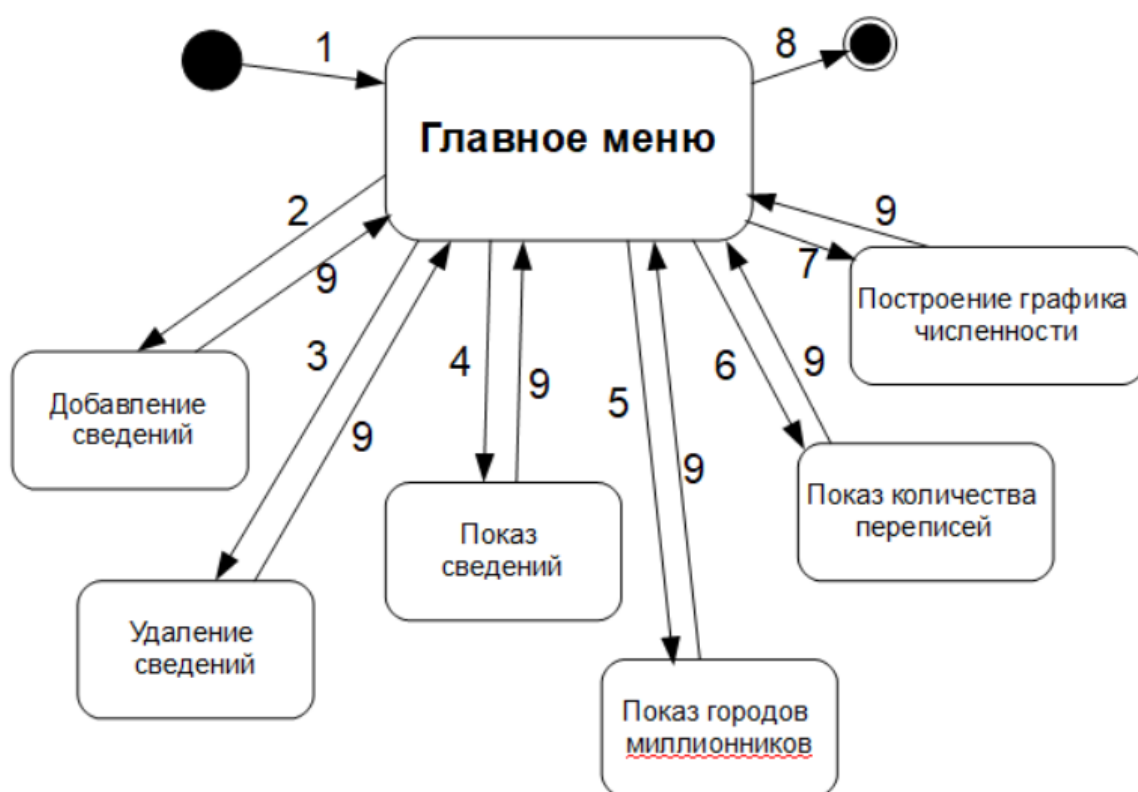 1
8
Главное меню
2
9
9
7
Построение графика
численности
3
4
9
6
9
5
Добавление
сведений
9
9
Показ количества
переписей
Показ
сведений
Удаление
сведений
Показ городов
миллионников